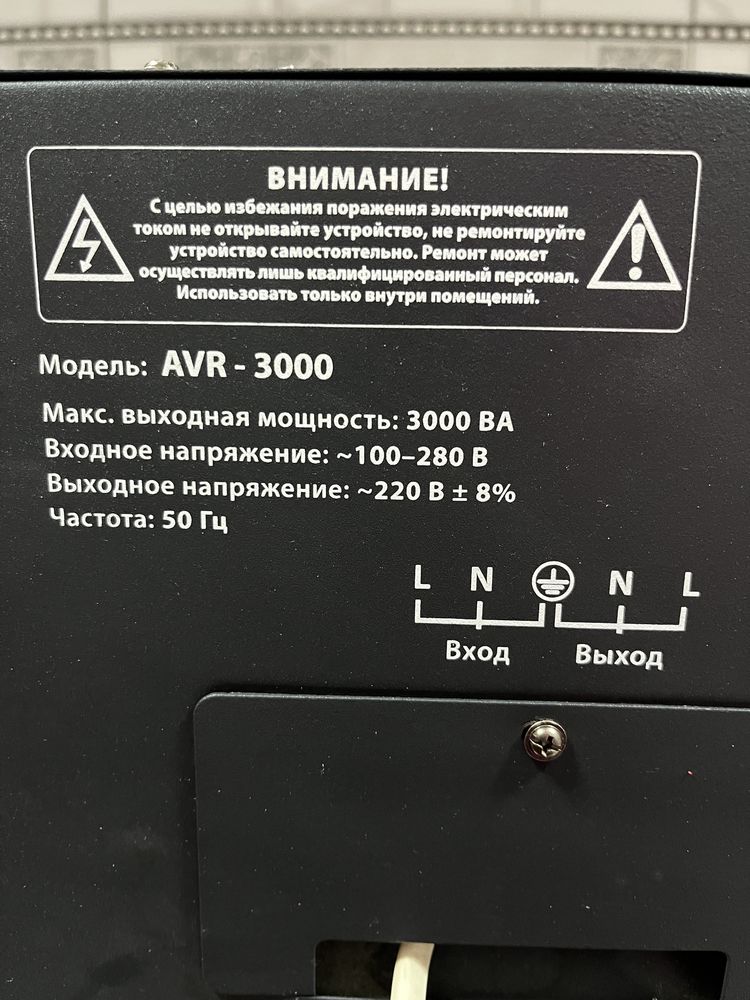 ВНИМАНИЕ!
С целью избежания поражения электрическим
током не открывайте устройство, не ремонтируйте
устройство самостоятельно. Ремонт может
осуществлять лишь квалифицированный персонал.
Использовать только внутри помещений.
Модель: AVR - 3000
Макс. выходная мощность: 3000 ВА
Входное напряжение: ~100–280 В
Выходное напряжение: ~220 В ± 8%
Частота: 50 Гц
L N N L
Вход Выход